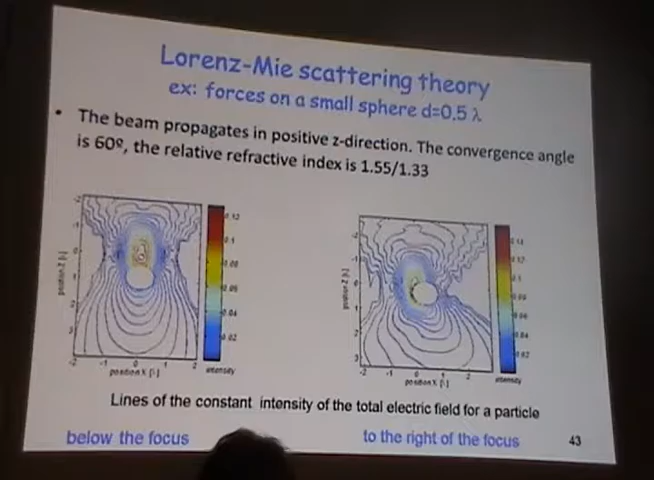 Lorenz-Mie scattering theory
ex: forces on a small sphere d=0.5 λ
• The beam propagates in positive z-direction. The convergence angle
is 60º, the relative refractive index is 1.55/1.33
position X [λ]
intensity
position Z [λ]
position X [λ]
intensity
position Z [λ]
Lines of the constant intensity of the total electric field for a particle
below the focus
to the right of the focus
43